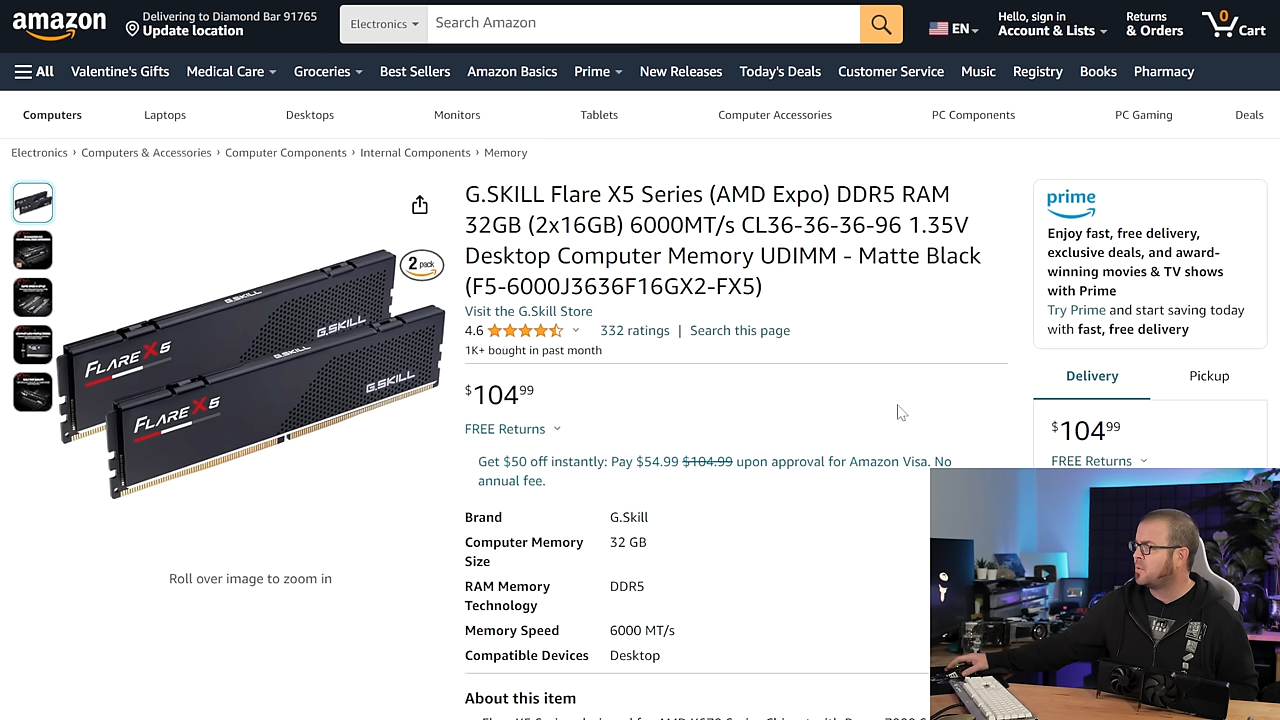 amazon
Delivering to Diamond Bar 91765
Update location
Electronics
Search Amazon
EN
Hello, sign in
Account & Lists
Returns
& Orders
0
Cart
All
Valentine's Gifts
Medical Care
Groceries
Best Sellers
Amazon Basics
Prime
New Releases
Today's Deals
Customer Service
Music
Registry
Books
Pharmacy
Computers
Laptops
Desktops
Monitors
Tablets
Computer Accessories
PC Components
PC Gaming
Deals
Electronics › Computers & Accessories › Computer Components › Internal Components › Memory
2 pack
G.SKILL
G.SKILL
FLARE X5
G.SKILL
G.SKILL
FLARE X5
Roll over image to zoom in
G.SKILL Flare X5 Series (AMD Expo) DDR5 RAM
32GB (2x16GB) 6000MT/s CL36-36-36-96 1.35V
Desktop Computer Memory UDIMM - Matte Black
(F5-6000J3636F16GX2-FX5)
Visit the G.Skill Store
4.6
332 ratings | Search this page
1K+ bought in past month
$104.99
FREE Returns
Get $50 off instantly: Pay $54.99 $104.99 upon approval for Amazon Visa. No
annual fee.
Brand G.Skill
Computer Memory 32 GB
Size
RAM Memory DDR5
Technology
Memory Speed 6000 MT/s
Compatible Devices Desktop
About this item
prime
Enjoy fast, free delivery,
exclusive deals, and award-
winning movies & TV shows
with Prime
Try Prime and start saving today
with fast, free delivery
Delivery
Pickup
$104.99
FREE Returns